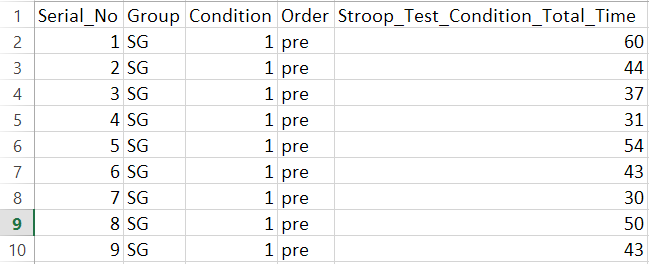 1 Serial_No Group Condition Order Stroop_Test_Condition_Total_Time
2 1 SG 1 pre 60
3 2 SG 1 pre 44
4 3 SG 1 pre 37
5 4 SG 1 pre 31
6 5 SG 1 pre 54
7 6 SG 1 pre 43
8 7 SG 1 pre 30
9 8 SG 1 pre 50
10 9 SG 1 pre 43